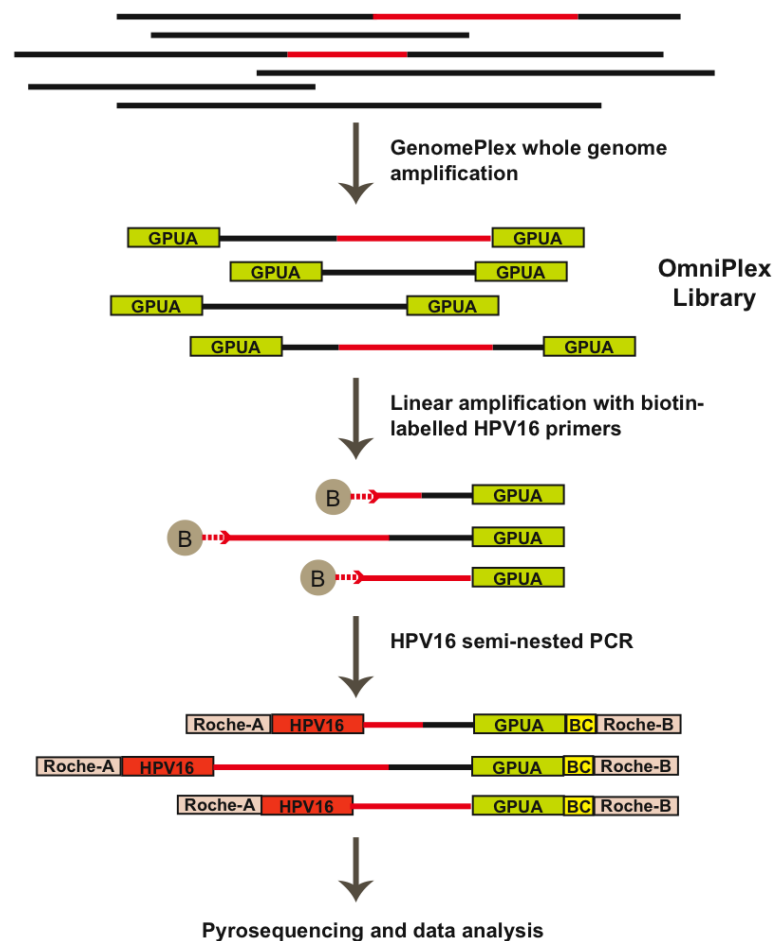 GenomePlex whole genome
amplification
GPUA GPUA
GPUA GPUA
OmniPlex
Library
GPUA GPUA
GPUA GPUA
Linear amplification with biotin-
labelled HPV16 primers
B GPUA
B GPUA
B GPUA
HPV16 semi-nested PCR
Roche-A HPV16 GPUA BC Roche-B
Roche-A HPV16 GPUA BC Roche-B
Roche-A HPV16 GPUA BC Roche-B
Pyrosequencing and data analysis